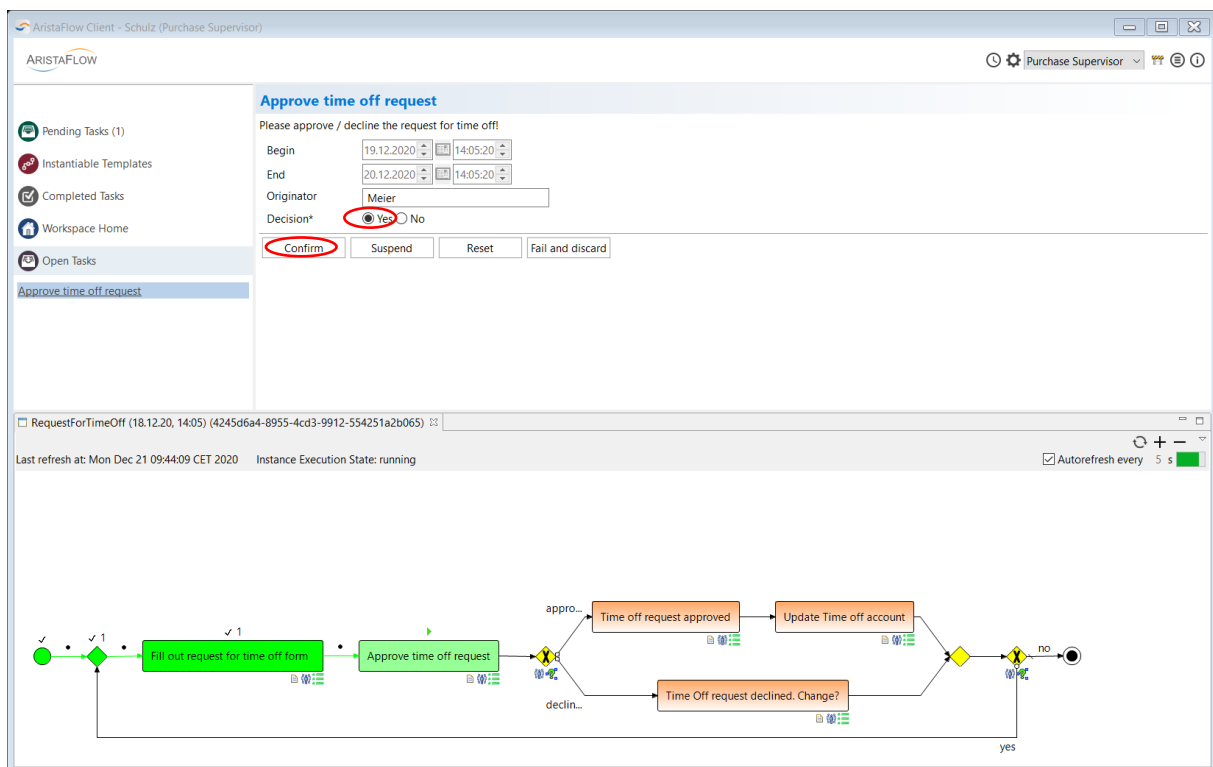 AristaFlow Client - Schulz (Purchase Supervisor)
ARISTAFLOW
Purchase Supervisor
Approve time off request
Please approve / decline the request for time off!
Pending Tasks (1)
Begin 19.12.2020 14:05:20
Instantiable Templates
End 20.12.2020 14:05:20
Completed Tasks
Originator Meier
Decision* Yes No
Workspace Home
Confirm Suspend Reset Fail and discard
Open Tasks
Approve time off request
RequestForTimeOff (18.12.20, 14:05) (4245d6a4-8955-4cd3-9912-554251a2b065)
Last refresh at: Mon Dec 21 09:44:09 CET 2020 Instance Execution State: running
Autorefresh every 5 s
appro...
Time off request approved
Update Time off account
1
1
Fill out request for time off form
Approve time off request
no
declin...
Time Off request declined. Change?
yes